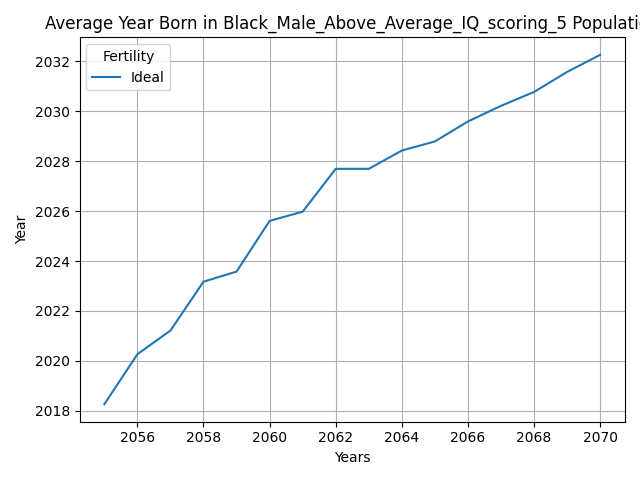 Average Year Born in Black_Male_Above_Average_IQ_scoring_5 Populati
Fertility
Ideal
2032
2030
2028
2026
2024
2022
2020
2018
Year
2056 2058 2060 2062 2064 2066 2068 2070
Years